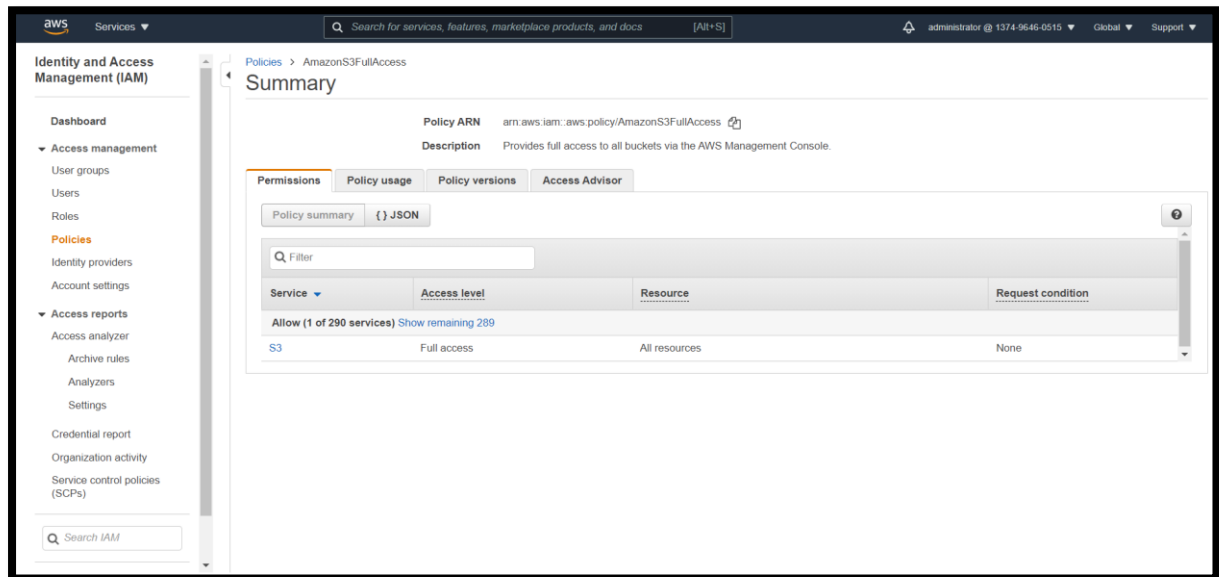 aws Services ▼ Search for services, features, marketplace products, and docs [Alt+S] administrator @ 1374-9646-0515 ▼ Global ▼ Support ▼
Identity and Access
Management (IAM)
Dashboard
Access management
User groups
Users
Roles
Policies
Identity providers
Account settings
Access reports
Access analyzer
Archive rules
Analyzers
Settings
Credential report
Organization activity
Service control policies
(SCPs)
Search IAM
Policies > AmazonS3FullAccess
Summary
Policy ARN arn:aws:iam::aws:policy/AmazonS3FullAccess
Description Provides full access to all buckets via the AWS Management Console.
Permissions Policy usage Policy versions Access Advisor
Policy summary { } JSON ?
Filter
Service Access level Resource Request condition
Allow (1 of 290 services) Show remaining 289
S3 Full access All resources None